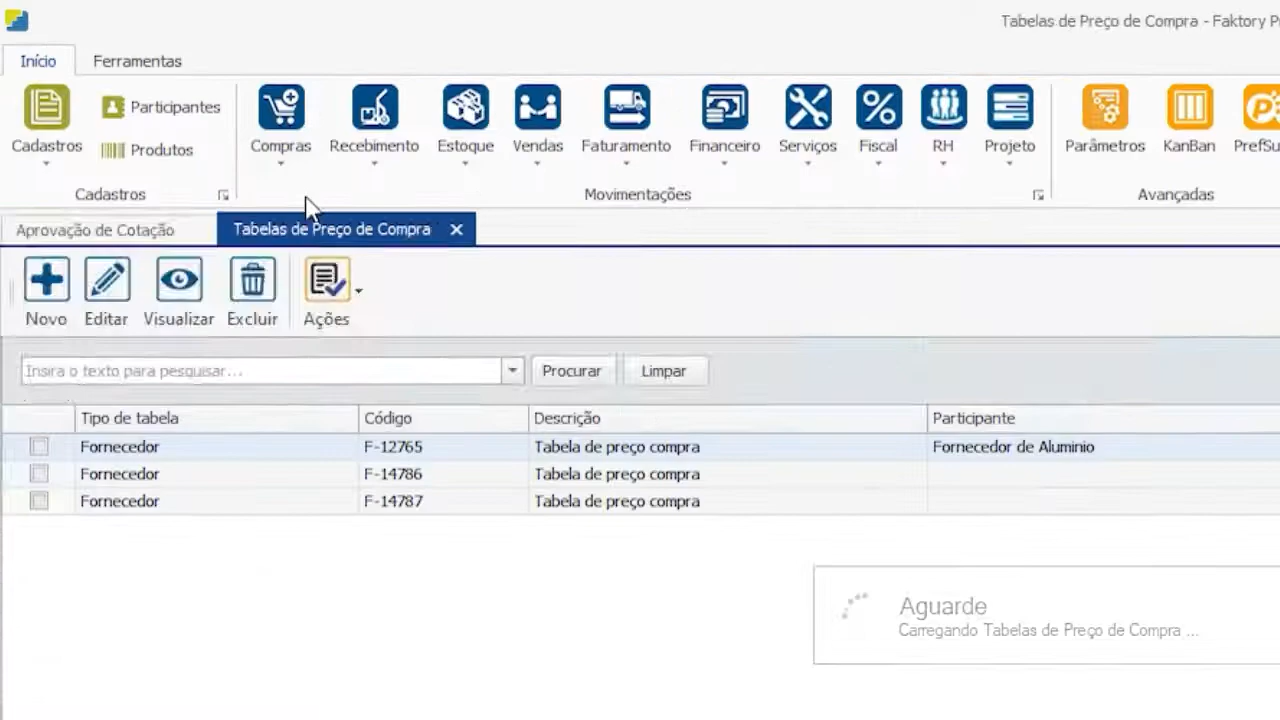 Tabelas de Preço de Compra - Faktory
Início Ferramentas
Cadastros Participantes Produtos Compras Recebimento Estoque Vendas Faturamento Financeiro Serviços Fiscal RH Projeto Parâmetros KanBan
Cadastros Movimentações Avançadas
Aprovação de Cotação Tabelas de Preço de Compra
Novo Editar Visualizar Excluir Ações
Insira o texto para pesquisar... Procurar Limpar
Tipo de tabela Código Descrição Participante
Fornecedor F-12765 Tabela de preço compra Fornecedor de Aluminio
Fornecedor F-14786 Tabela de preço compra
Fornecedor F-14787 Tabela de preço compra
Aguarde
Carregando Tabelas de Preço de Compra ...